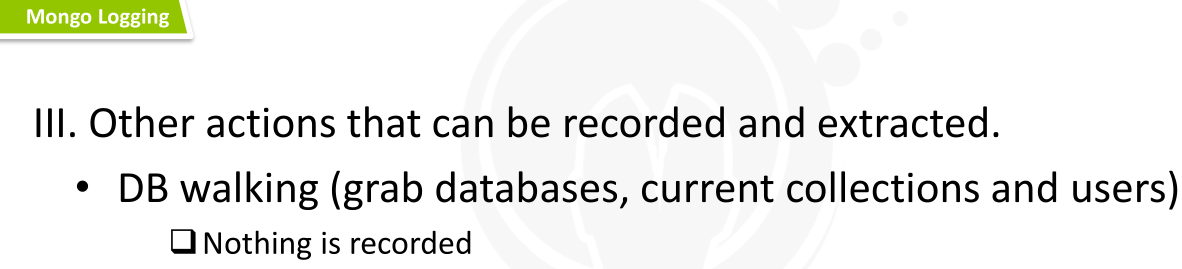 Mongo Logging
III. Other actions that can be recorded and extracted.
• DB walking (grab databases, current collections and users)
❑ Nothing is recorded